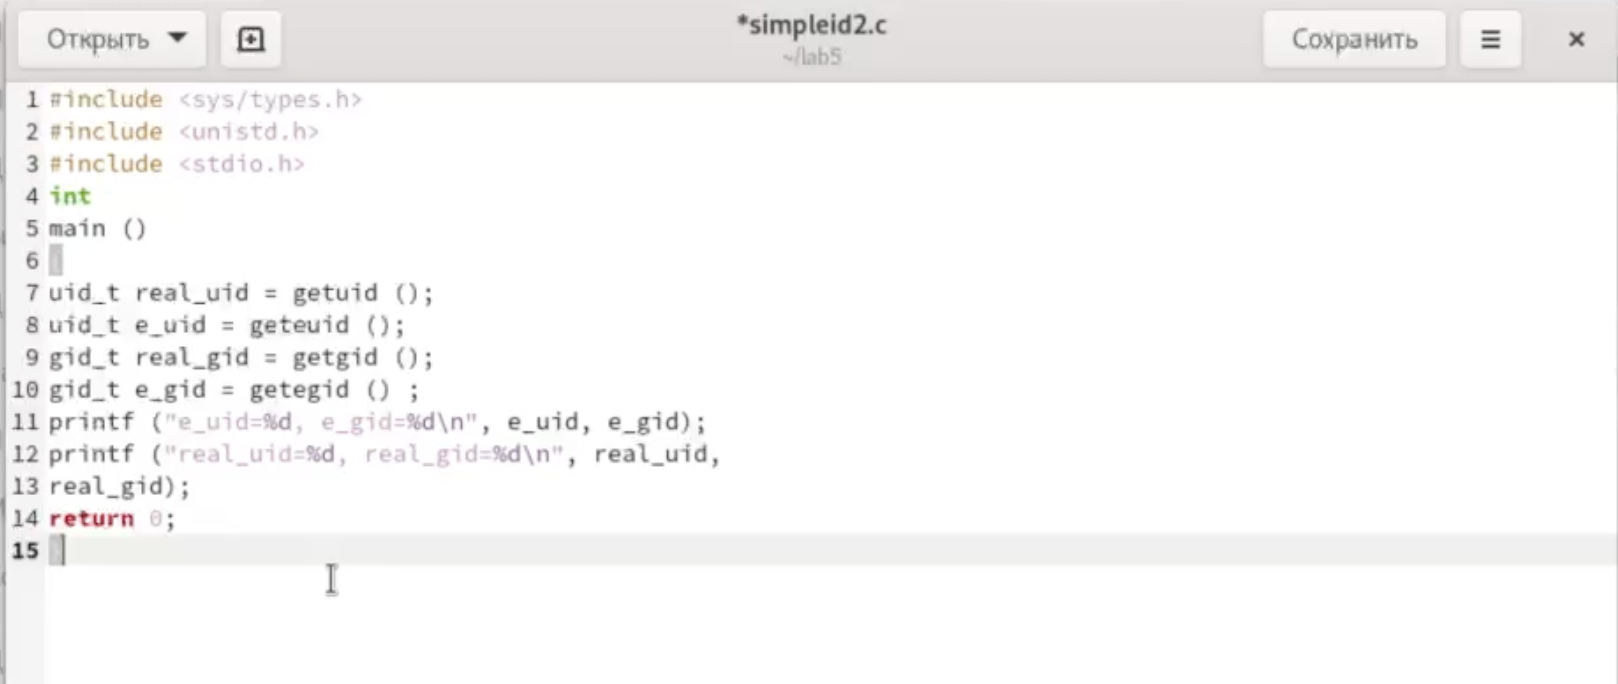 Открыть
*simpleid2.c
~/lab5
Сохранить
1 #include <sys/types.h>
2 #include <unistd.h>
3 #include <stdio.h>
4 int
5 main ()
6
7 uid_t real_uid = getuid ();
8 uid_t e_uid = geteuid ();
9 gid_t real_gid = getgid ();
10 gid_t e_gid = getegid () ;
11 printf ("e_uid=%d, e_gid=%d\n", e_uid, e_gid);
12 printf ("real_uid=%d, real_gid=%d\n", real_uid,
13 real_gid);
14 return 0;
15